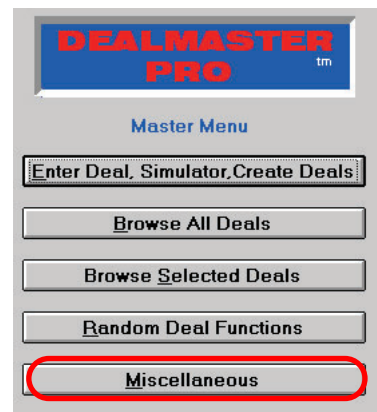 DEALMASTER
PRO tm
Master Menu
Enter Deal, Simulator,Create Deals
Browse All Deals
Browse Selected Deals
Random Deal Functions
Miscellaneous